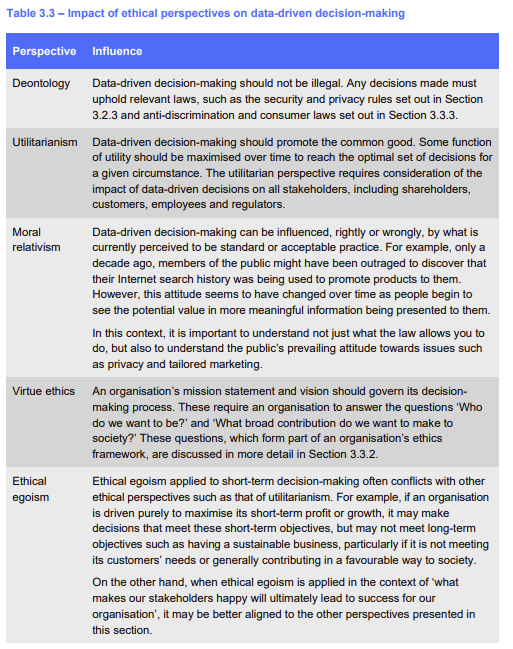 Table 3.3 – Impact of ethical perspectives on data-driven decision-making
Perspective Influence
Deontology Data-driven decision-making should not be illegal. Any decisions made must
uphold relevant laws, such as the security and privacy rules set out in Section
3.2.3 and anti-discrimination and consumer laws set out in Section 3.3.3.
Utilitarianism Data-driven decision-making should promote the common good. Some function
of utility should be maximised over time to reach the optimal set of decisions for
a given circumstance. The utilitarian perspective requires consideration of the
impact of data-driven decisions on all stakeholders, including shareholders,
customers, employees and regulators.
Moral Data-driven decision-making can be influenced, rightly or wrongly, by what is
relativism currently perceived to be standard or acceptable practice. For example, only a
decade ago, members of the public might have been outraged to discover that
their Internet search history was being used to promote products to them.
However, this attitude seems to have changed over time as people begin to
see the potential value in more meaningful information being presented to them.
In this context, it is important to understand not just what the law allows you to
do, but also to understand the public's prevailing attitude towards issues such
as privacy and tailored marketing.
Virtue ethics An organisation's mission statement and vision should govern its decision-
making process. These require an organisation to answer the questions 'Who
do we want to be?' and 'What broad contribution do we want to make to
society?' These questions, which form part of an organisation's ethics
framework, are discussed in more detail in Section 3.3.2.
Ethical Ethical egoism applied to short-term decision-making often conflicts with other
egoism ethical perspectives such as that of utilitarianism. For example, if an organisation
is driven purely to maximise its short-term profit or growth, it may make
decisions that meet these short-term objectives, but may not meet long-term
objectives such as having a sustainable business, particularly if it is not meeting
its customers' needs or generally contributing in a favourable way to society.
On the other hand, when ethical egoism is applied in the context of 'what
makes our stakeholders happy will ultimately lead to success for our
organisation', it may be better aligned to the other perspectives presented in
this section.